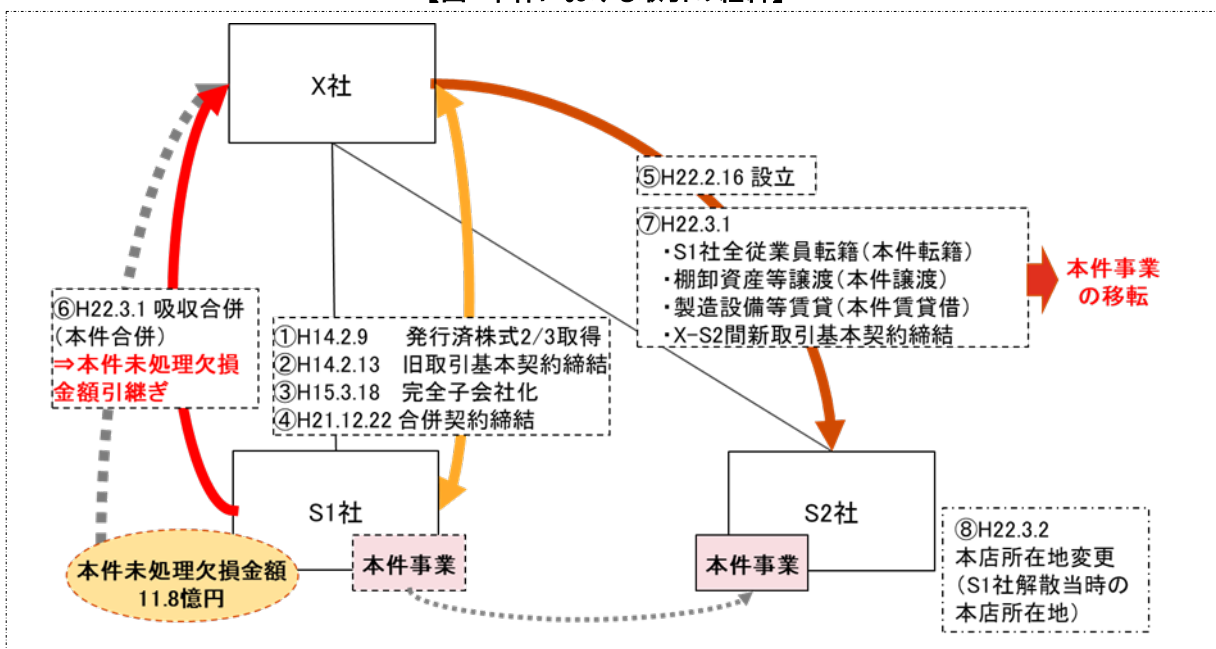 X社
⑤H22.2.16 設立
⑦H22.3.1
・S1社全従業員転籍(本件転籍)
・棚卸資産等譲渡(本件譲渡)
・製造設備等賃貸(本件賃貸借)
・X-S2間新取引基本契約締結
本件事業
の移転
⑥H22.3.1 吸収合併
(本件合併)
⇒本件未処理欠損
金額引継ぎ
①H14.2.9 発行済株式2/3取得
②H14.2.13 旧取引基本契約締結
③H15.3.18 完全子会社化
④H21.12.22 合併契約締結
S1社
本件事業
本件未処理欠損金額
11.8憶円
S2社
本件事業
⑧H22.3.2
本店所在地変更
(S1社解散当時の
本店所在地)